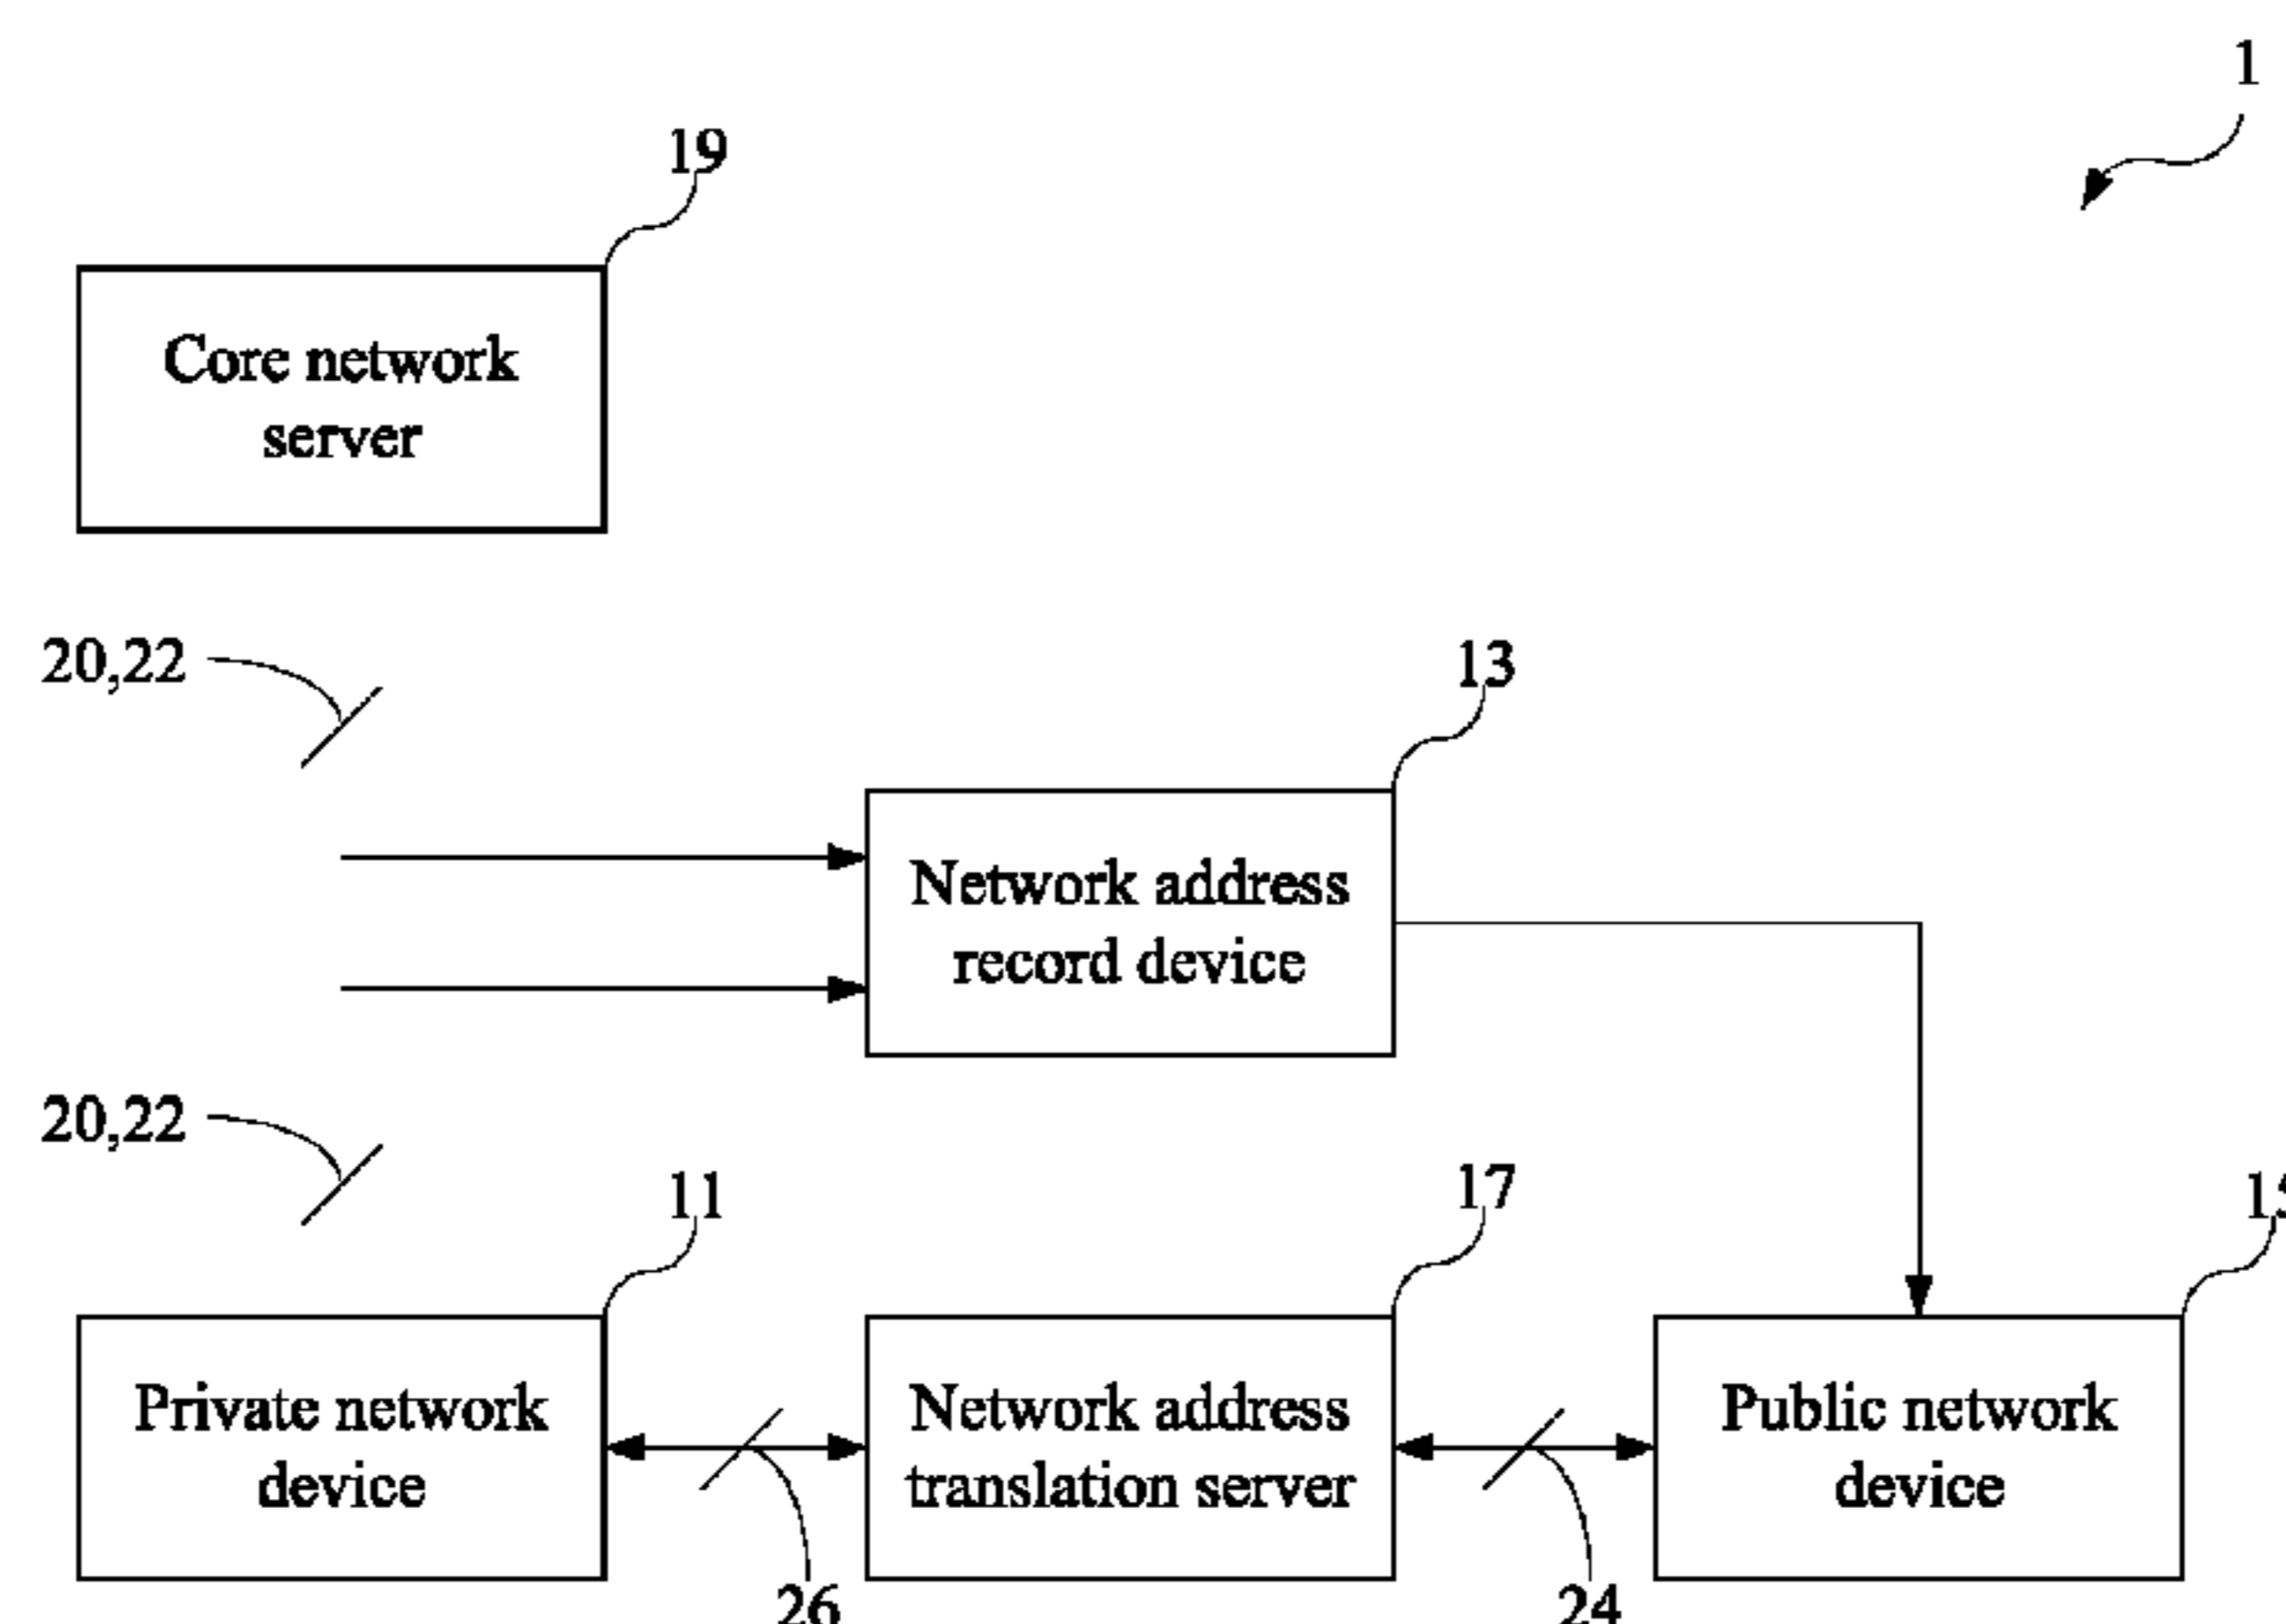 1
19
Core network
server
20,22
13
Network address
record device
20,22
11
17
15
Private network
device
Network address
translation server
Public network
device
26
24